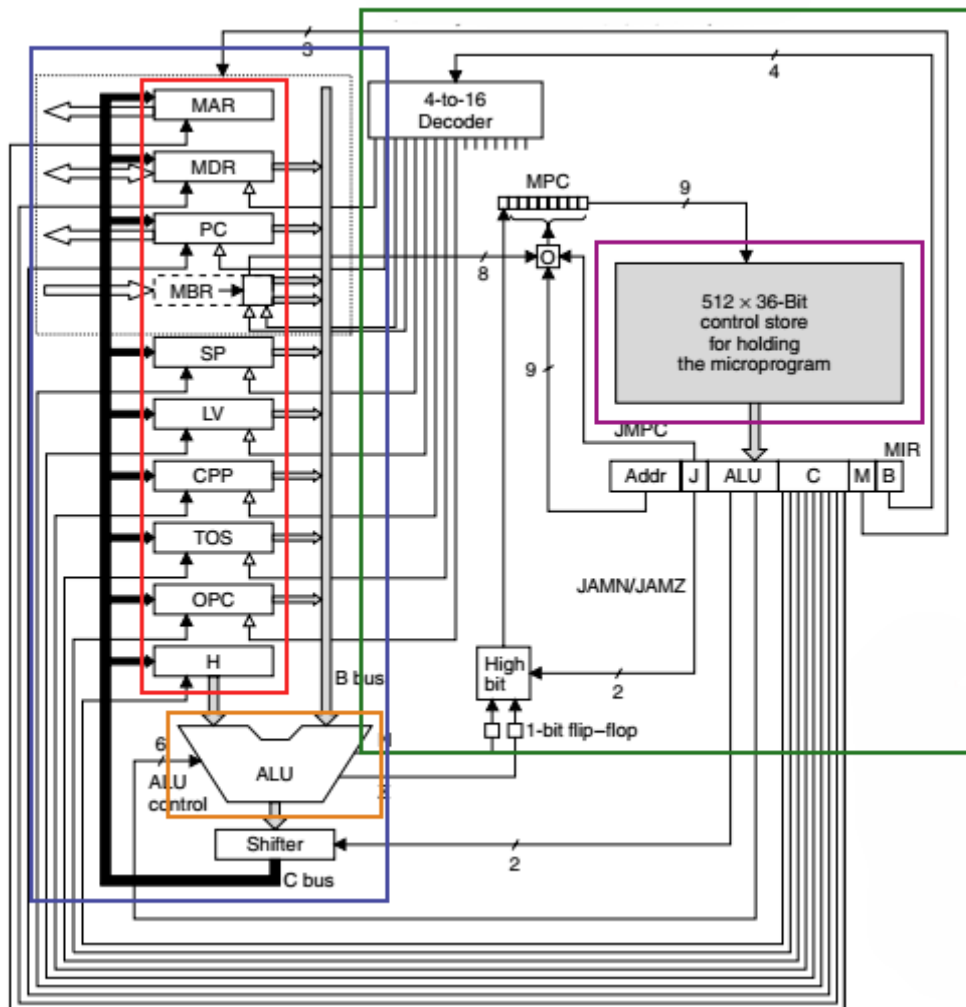 3
4
MAR
4-to-16
Decoder
MDR
MPC
9
PC
8
O
MBR
512 × 36-Bit
control store
for holding
the microprogram
SP
9
LV
JMPC
MIR
Addr
J
ALU
C
M
B
CPP
TOS
JAMN/JAMZ
OPC
H
High
bit
B bus
2
1-bit flip–flop
6
ALU
ALU
control
Shifter
2
C bus